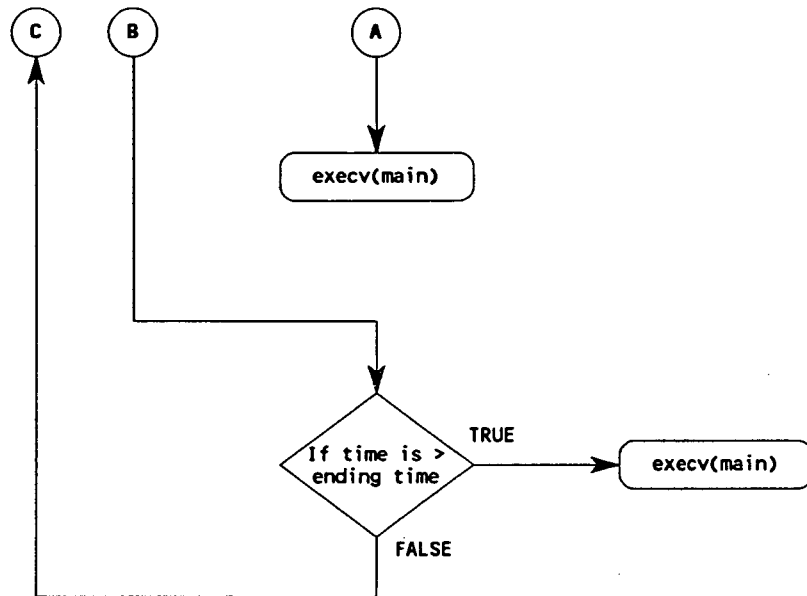 C
B
A
execv(main)
If time is >
ending time
TRUE
execv(main)
FALSE